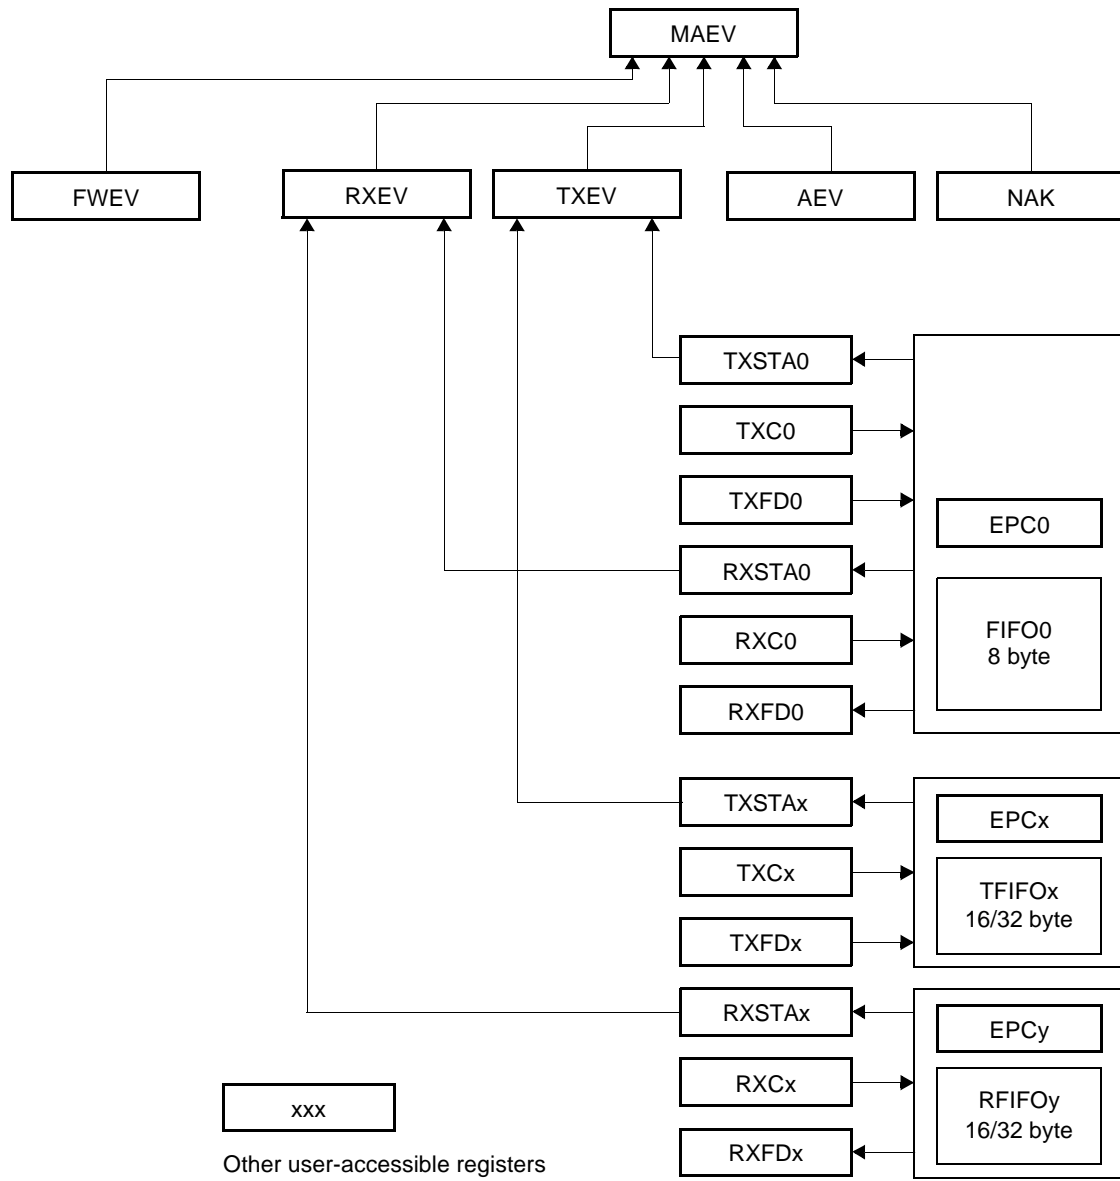 MAEV
FWEV
RXEV
TXEV
AEV
NAK
TXSTA0
TXC0
TXFD0
EPC0
RXSTA0
FIFO0
8 byte
RXC0
RXFD0
TXSTAx
EPCx
TXCx
TFIFOx
16/32 byte
TXFDx
RXSTAx
EPCy
RXCx
RFIFOy
16/32 byte
xxx
RXFDx
Other user-accessible registers